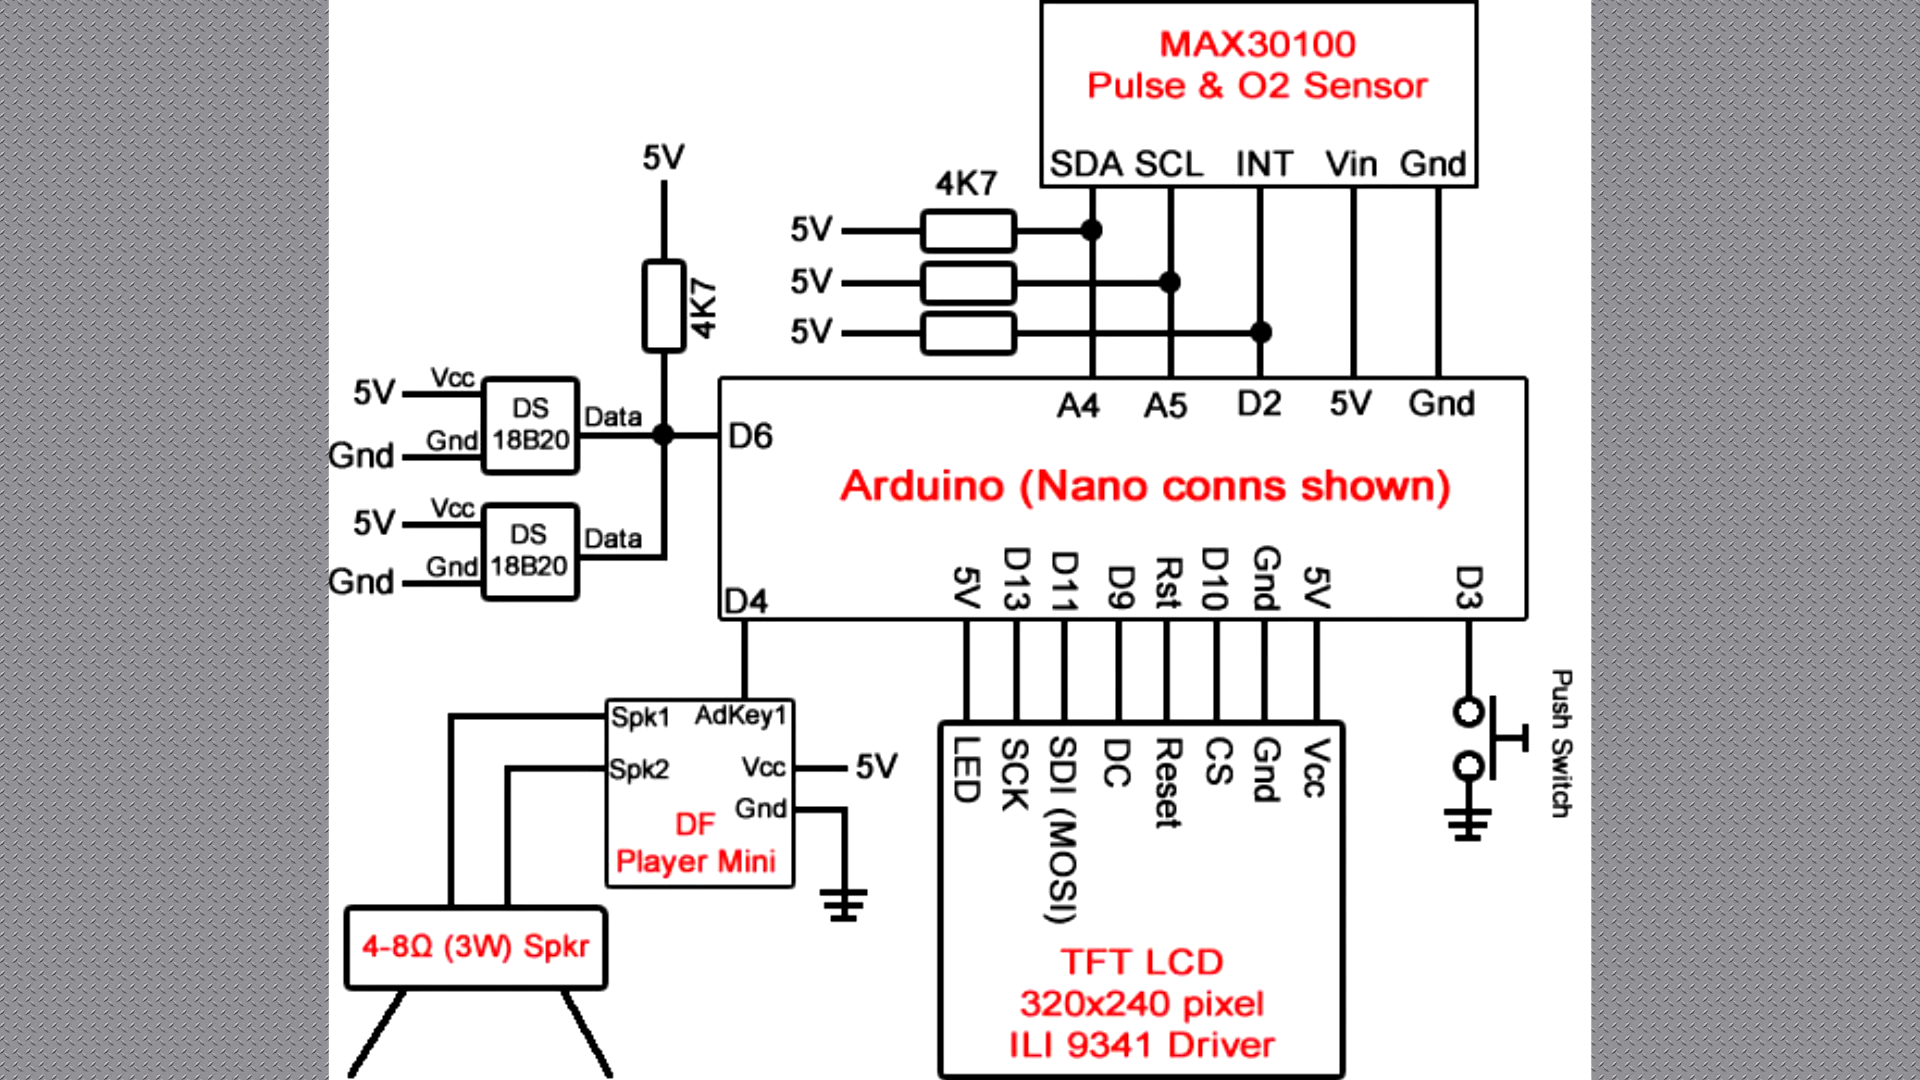 MAX30100
Pulse & O2 Sensor
SDA SCL INT Vin Gnd
5V
4K7
5V
5V
5V
4K7
5V Vcc
Gnd Gnd
DS
18B20
Data
5V Vcc
Gnd Gnd
DS
18B20
Data
A4 A5 D2 5V Gnd
D6
Arduino (Nano conns shown)
D4
5V D13 D11 D9 Rst D10 Gnd 5V D3
Push Switch
Spk1 AdKey1
Spk2 Vcc 5V
Gnd
DF
Player Mini
4-8Ω (3W) Spkr
LED SCK SDI (MOSI) DC Reset CS Gnd Vcc
TFT LCD
320x240 pixel
ILI 9341 Driver